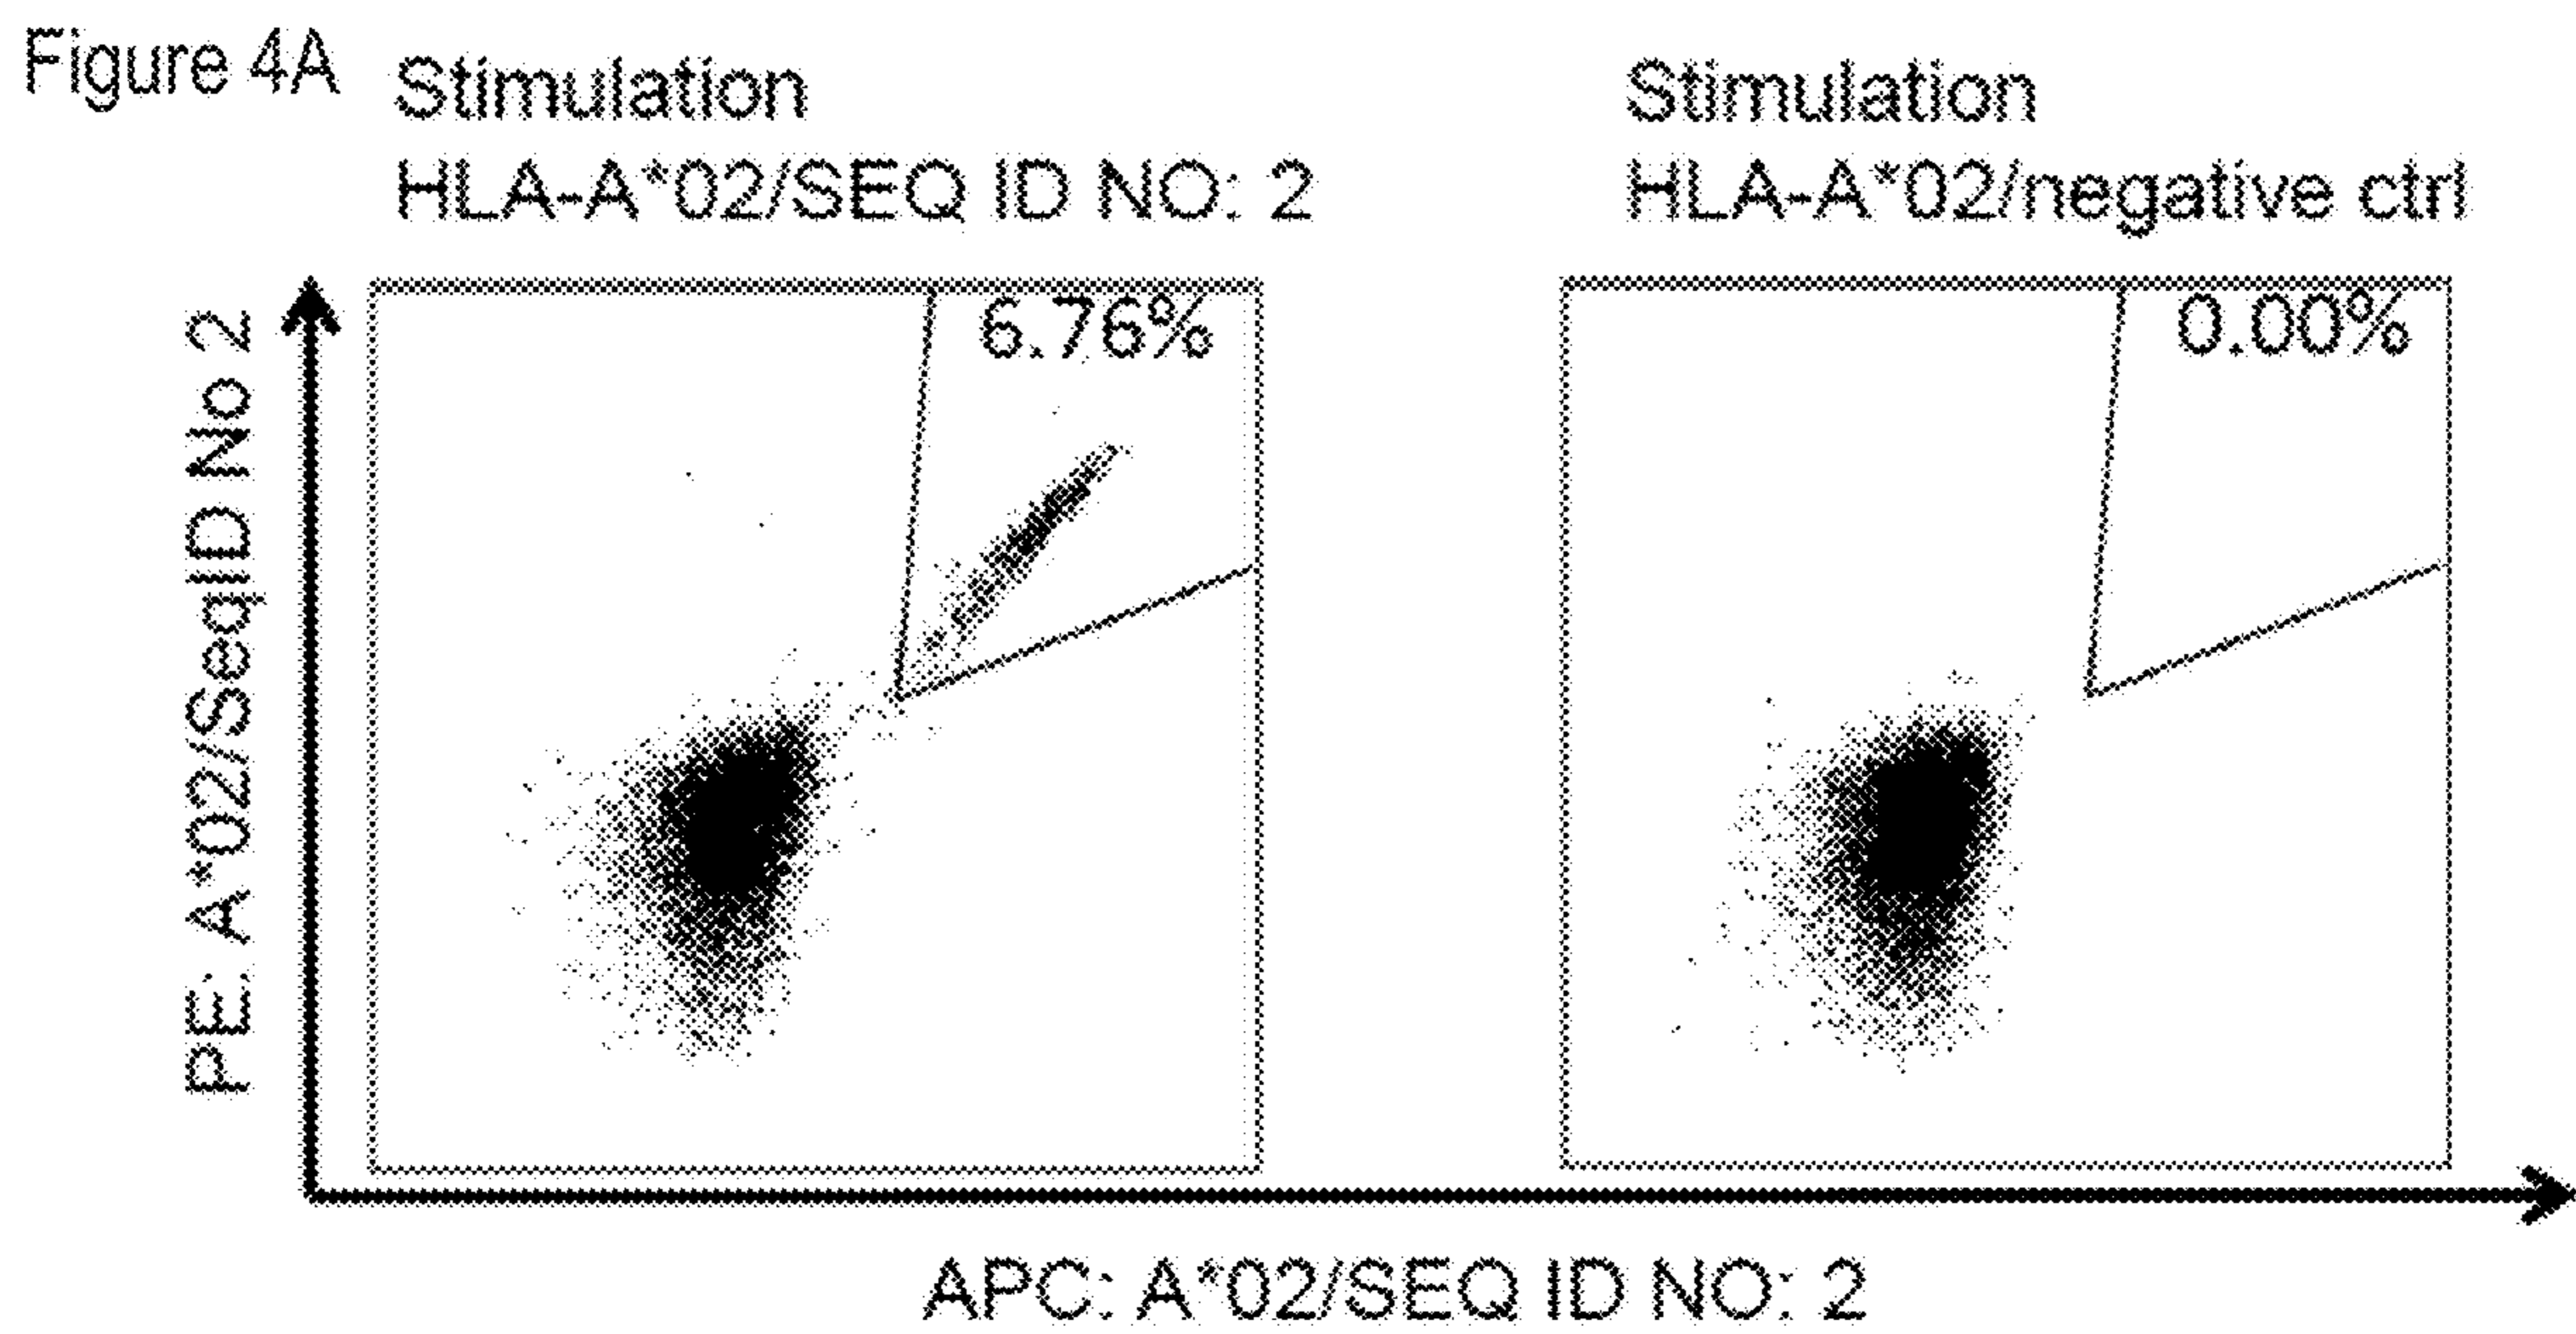 Figure 4A
Stimulation
HLA-A*02/SEQ ID NO: 2
Stimulation
HLA-A*02/negative ctrl
6.76%
0.00%
PE: A*02/SeqID No 2
APC: A*02/SEQ ID NO: 2